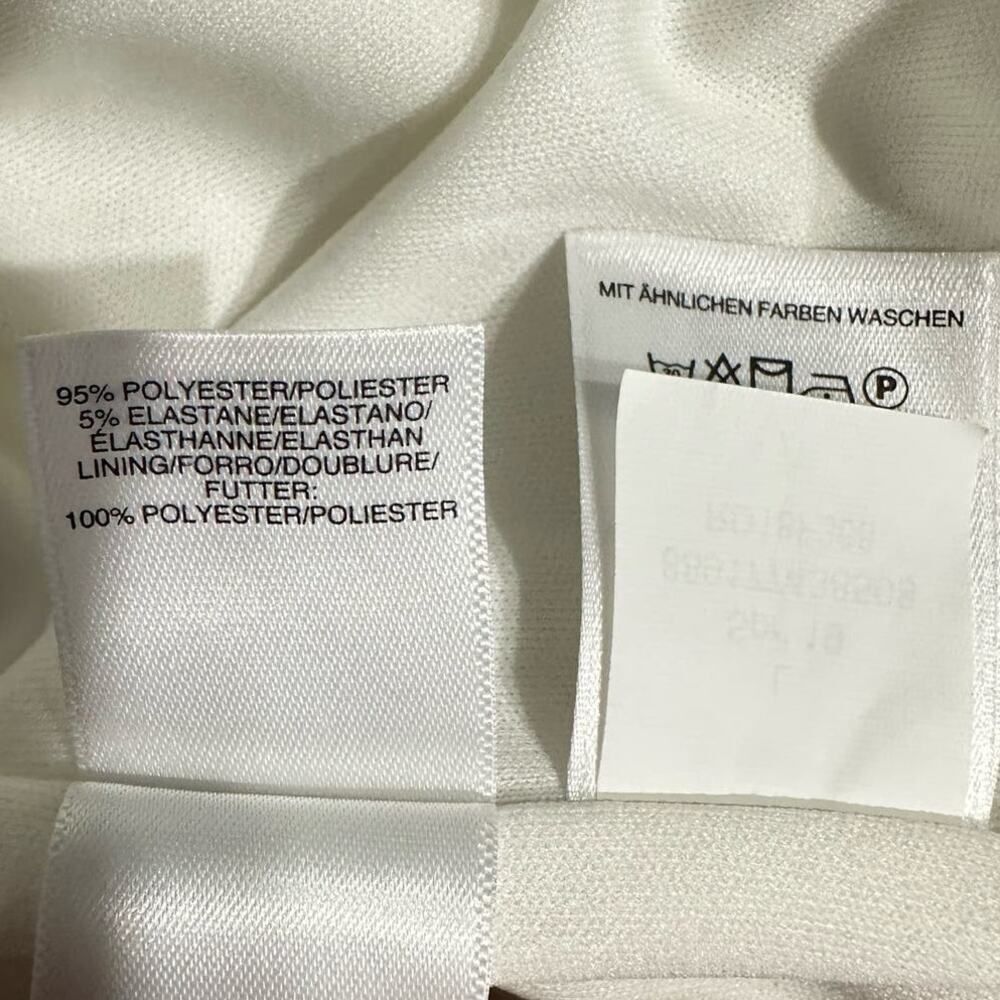 95% POLYESTER/POLIESTER
5% ELASTANE/ELASTANO/
ÉLASTHANNE/ELASTHAN
LINING/FORRO/DOUBLURE/
FUTTER:
100% POLYESTER/POLIESTER
MIT ÄHNLICHEN FARBEN WASCHEN
P